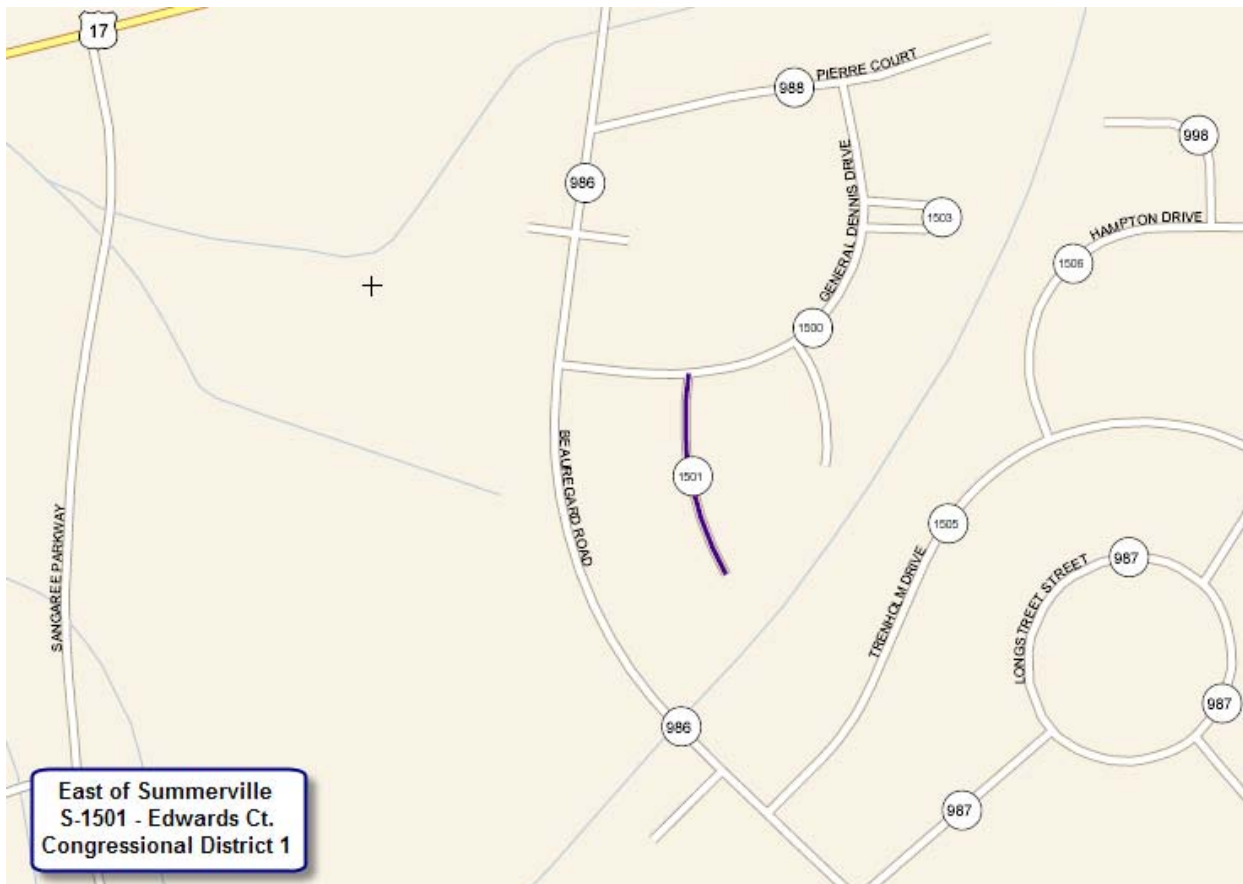 17
988
PIERRE COURT
998
986
GENERAL DENNIS DRIVE
1503
HAMPTON DRIVE
1506
1500
BEAUREGARD ROAD
1501
SANGAREE PARKWAY
1505
TRENHOLM DRIVE
LONGSTREET STREET
987
987
986
987
East of Summerville
S-1501 - Edwards Ct.
Congressional District 1